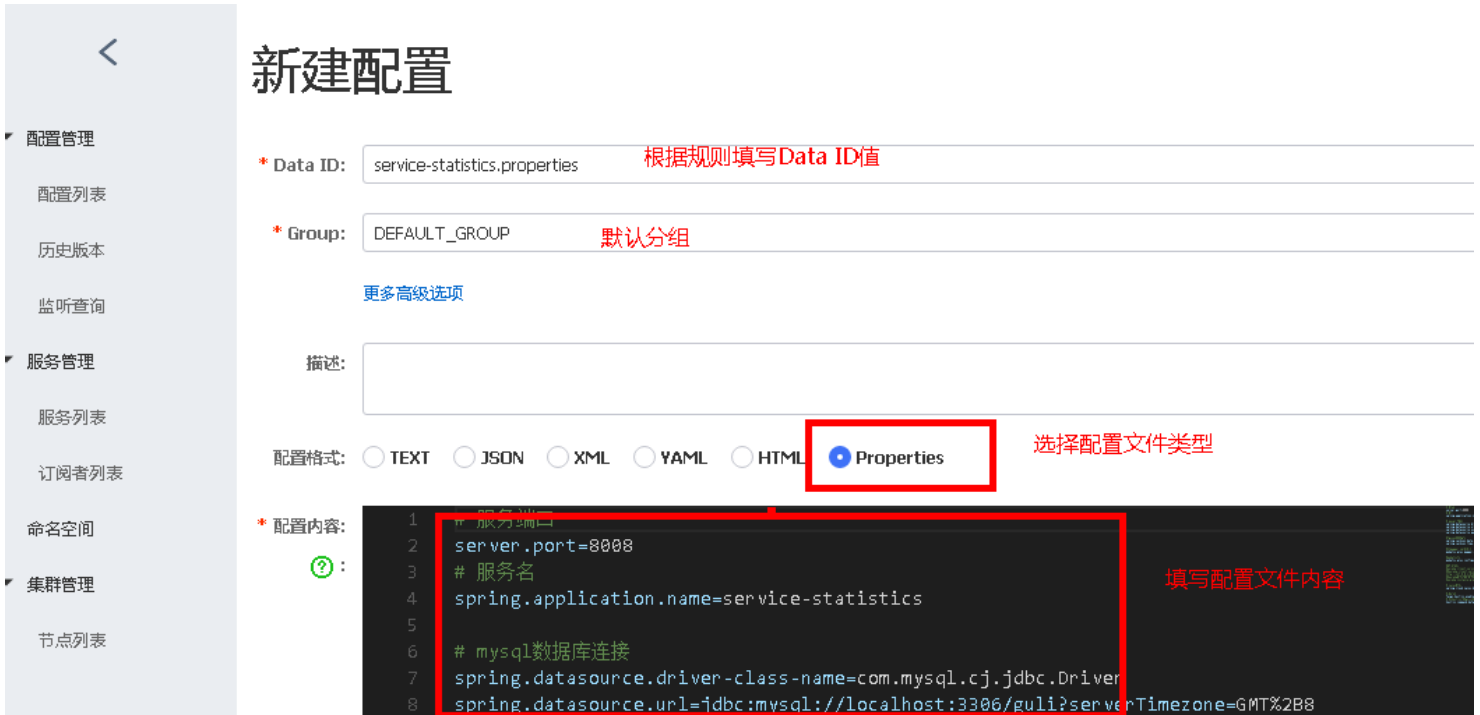 新建配置
配置管理
配置列表
历史版本
监听查询
服务管理
服务列表
订阅者列表
命名空间
集群管理
节点列表
* Data ID: service-statistics.properties 根据规则填写Data ID值
* Group: DEFAULT_GROUP 默认分组
更多高级选项
描述:
配置格式: TEXT JSON XML YAML HTML Properties 选择配置文件类型
* 配置内容:
? :
填写配置文件内容
1 # 服务端口
2 server.port=8008
3 # 服务名
4 spring.application.name=service-statistics
5
6 # mysql数据库连接
7 spring.datasource.driver-class-name=com.mysql.cj.jdbc.Driver
8 spring.datasource.url=jdbc:mysql://localhost:3306/guli?serverTimezone=GMT%2B8